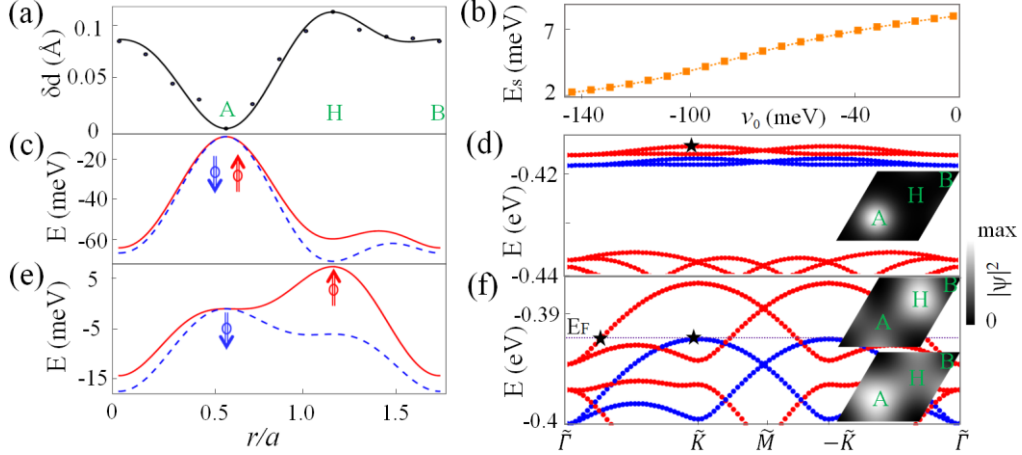 (a)
δd (Å)
0.1
0.05
0
A
H
B
(b)
Es (meV)
7
2
-140
-100
ν₀ (meV)
-40
0
(c)
E (meV)
-20
-40
-60
(d)
E (eV)
-0.42
-0.44
A
H
B
max
|ψ|²
0
(e)
E (meV)
5
-5
-15
0
0.5
1.0
1.5
r/a
(f)
E (eV)
-0.39
-0.4
E_F
A
H
B
A
H
B
Γ̃
K̃
M̃
−K̃
Γ̃